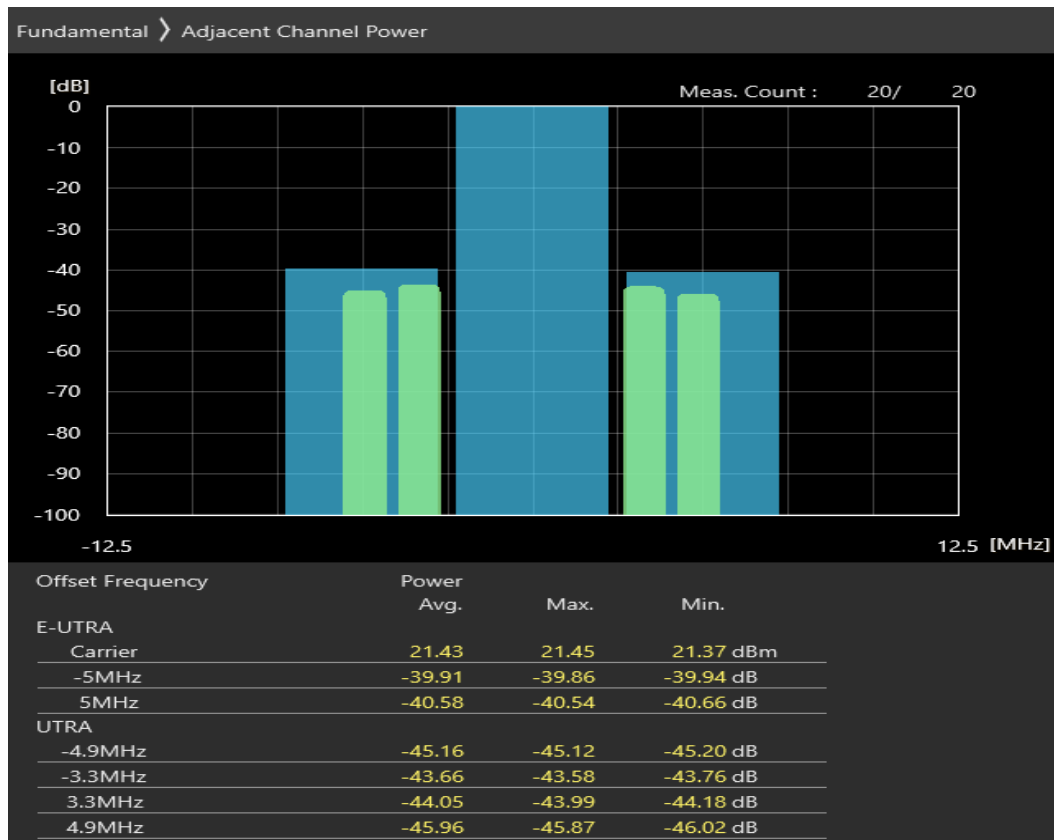 Fundamental 〉 Adjacent Channel Power
[dB]
Meas. Count : 20/ 20
0
-10
-20
-30
-40
-50
-60
-70
-80
-90
-100
-12.5 12.5 [MHz]
Offset Frequency Power
Avg. Max. Min.
E-UTRA
Carrier 21.43 21.45 21.37 dBm
-5MHz -39.91 -39.86 -39.94 dB
5MHz -40.58 -40.54 -40.66 dB
UTRA
-4.9MHz -45.16 -45.12 -45.20 dB
-3.3MHz -43.66 -43.58 -43.76 dB
3.3MHz -44.05 -43.99 -44.18 dB
4.9MHz -45.96 -45.87 -46.02 dB